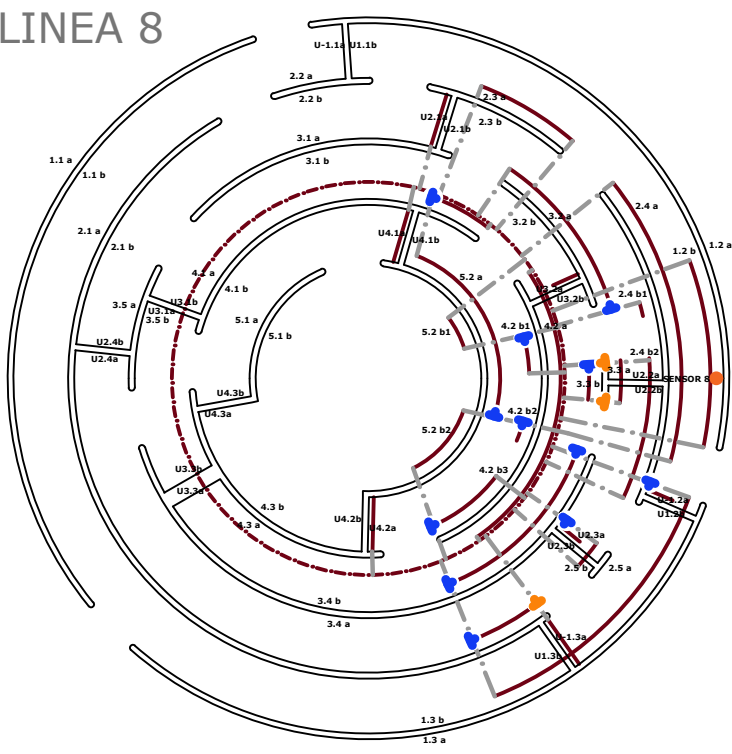 LINEA 8
U-1.1a
U1.1b
2.2 a
2.2 b
2.3 a
2.3 b
U2.1a
U2.1b
3.1 a
3.1 b
1.1 a
1.1 b
2.1 a
2.1 b
3.2 a
3.2 b
2.4 a
1.2 a
1.2 b
U4.1a
U4.1b
4.1 a
4.1 b
5.2 a
U3.2b
2.4 b1
3.5 a
3.5 b
U3.1b
U3.1a
5.1 a
5.1 b
5.2 b1
4.2 b1
4.2 a
U2.4b
U2.4a
2.4 b2
3.3 a
3.3 b
U2.2a
U2.2b
SENSOR 8
U4.3b
U4.3a
4.2 b2
5.2 b2
1.2 b2
U3.3b
U3.3a
4.2 b3
U-1.2a
4.3 b
4.3 a
U4.2b
U4.2a
U2.3a
U2.3b
2.5 b
2.5 a
3.4 b
3.4 a
U-1.3a
U1.3b
1.3 b
1.3 a